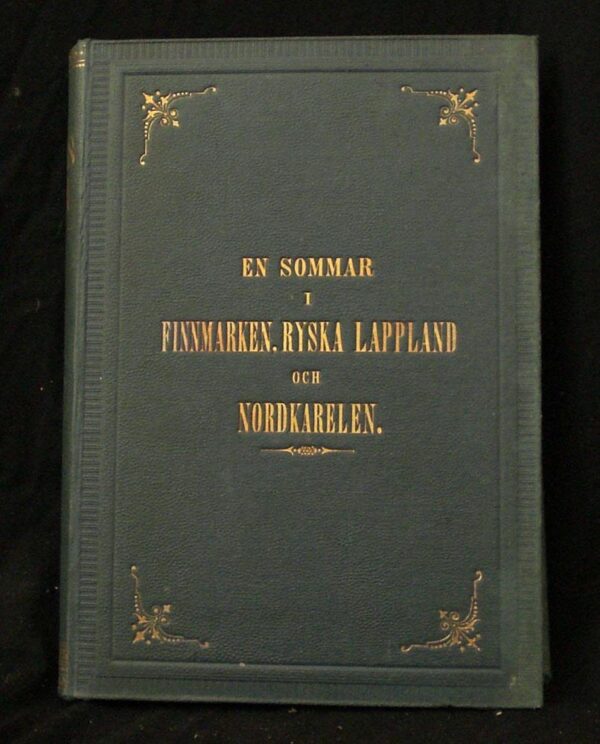 EN SOMMAR
I
FINNMARKEN, RYSKA LAPPLAND
OCH
NORDKARELEN.